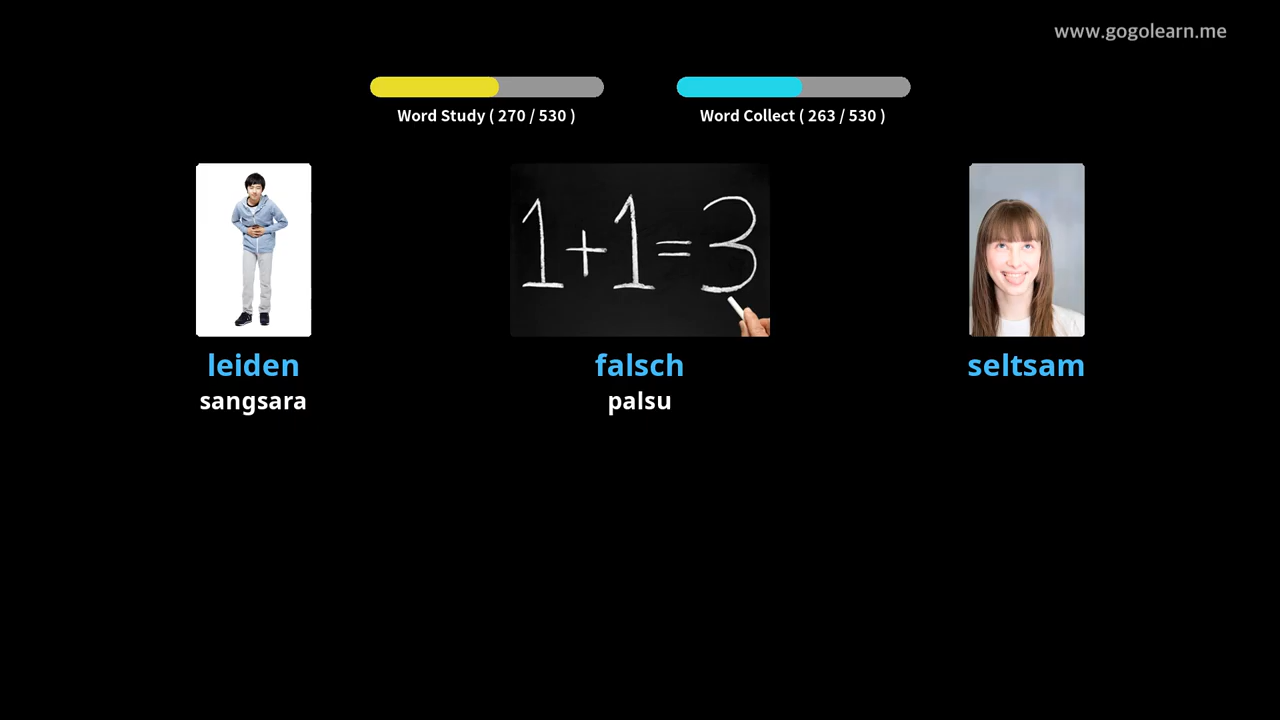 www.gogolearn.me
Word Study ( 270 / 530 )
Word Collect ( 263 / 530 )
1+1=3
leiden
falsch
seltsam
sangsara
palsu